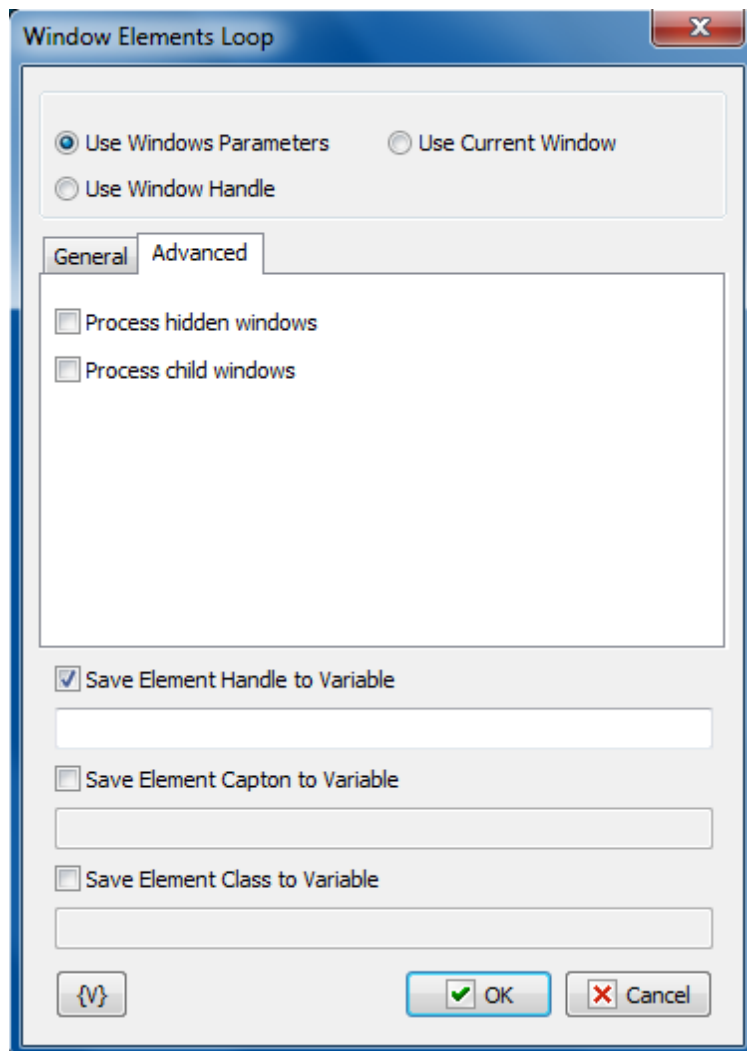 Window Elements Loop
Use Windows Parameters Use Current Window
Use Window Handle
General Advanced
Process hidden windows
Process child windows
Save Element Handle to Variable
Save Element Capton to Variable
Save Element Class to Variable
{V} OK Cancel